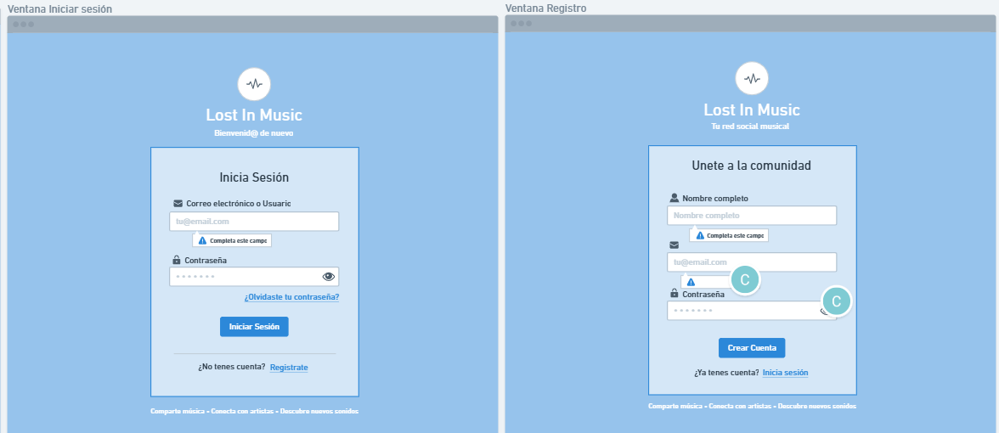 Ventana Iniciar sesión
Lost In Music
Bienvenid@ de nuevo
Inicia Sesión
Correo electrónico o Usuario
tu@email.com
Completa este campo
Contraseña
¿Olvidaste tu contraseña?
Iniciar Sesión
¿No tenes cuenta? Registrate
Comparte música - Conecta con artistas - Descubre nuevos sonidos
Ventana Registro
Lost In Music
Tu red social musical
Unete a la comunidad
Nombre completo
Nombre completo
Completa este campo
tu@email.com
C
Contraseña
C
Crear Cuenta
¿Ya tenes cuenta? Inicia sesión
Comparte música - Conecta con artistas - Descubre nuevos sonidos